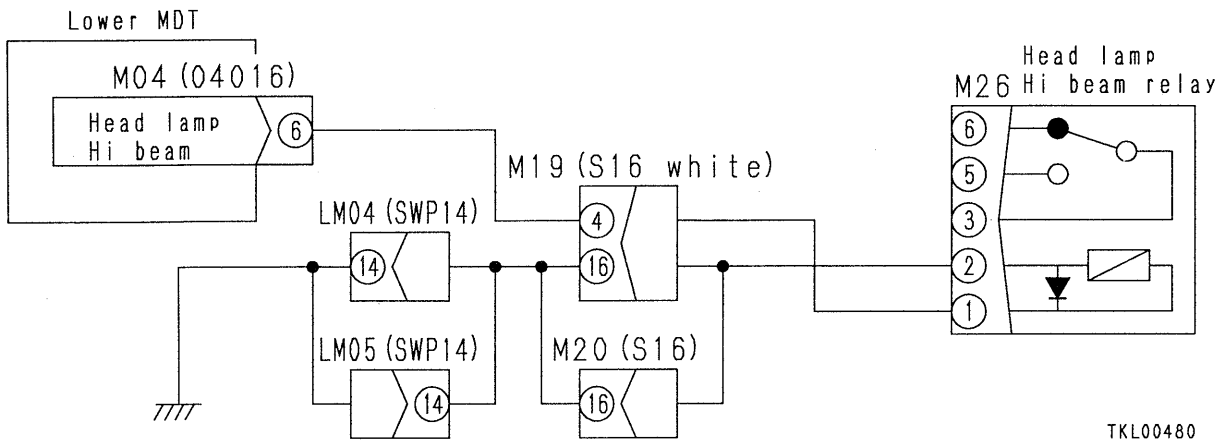 Lower MDT
M04 (04016)
Head lamp
Hi beam
6
Head lamp
M26 Hi beam relay
6
5
3
2
1
M19 (S16 white)
4
16
LM04 (SWP14)
14
LM05 (SWP14)
14
M20 (S16)
16
TKL00480